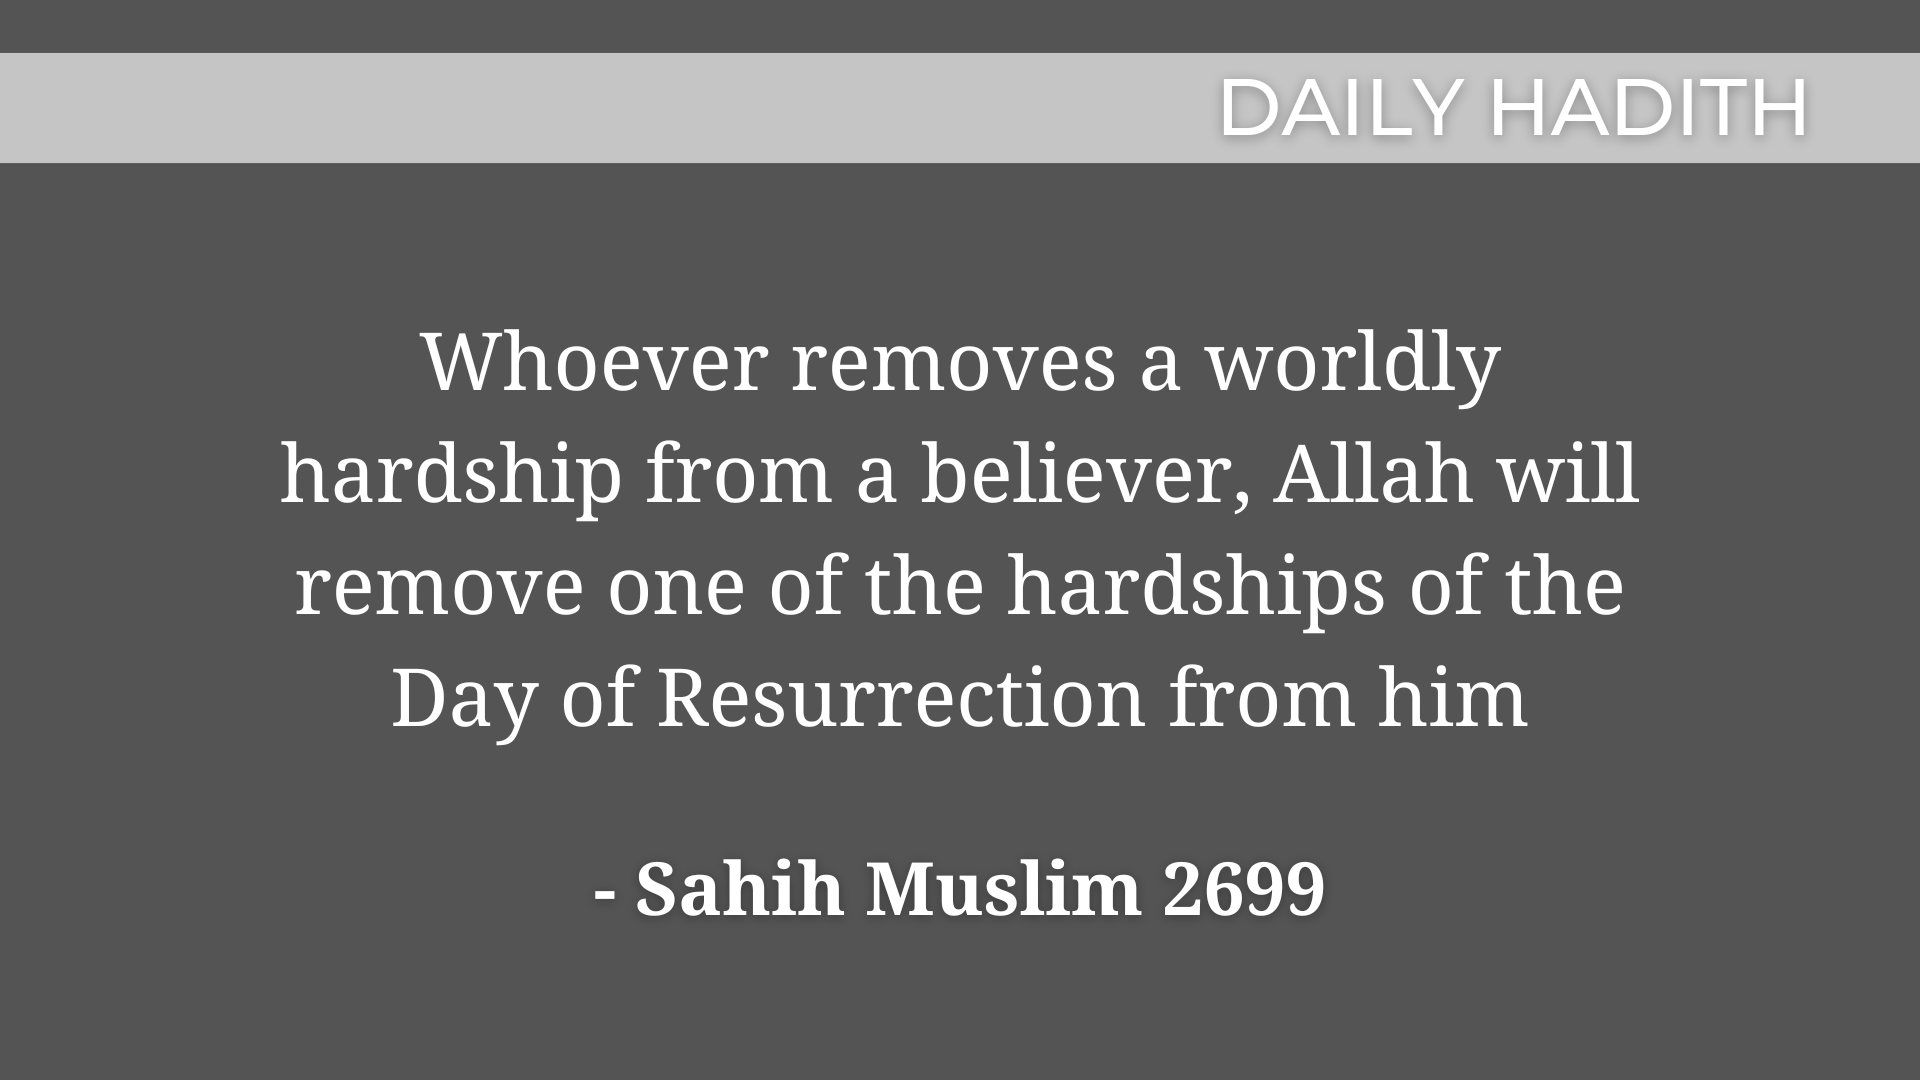 DAILY HADITH
Whoever removes a worldly
hardship from a believer, Allah will
remove one of the hardships of the
Day of Resurrection from him
- Sahih Muslim 2699